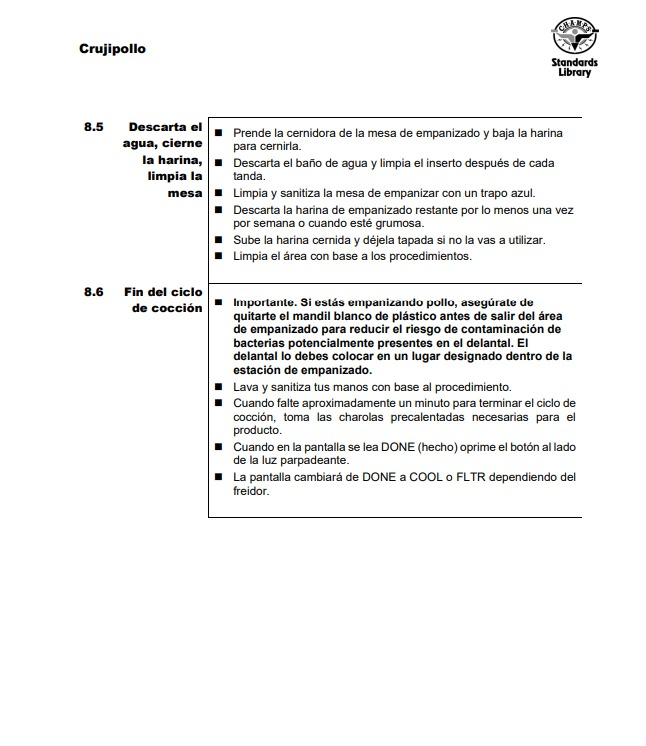 Crujipollo
CHAMPS
Standards
Library
8.5 Descarta el
agua, cierne
la harina,
limpia la
mesa
■ Prende la cernidora de la mesa de empanizado y baja la harina
para cernirla.
■ Descarta el baño de agua y limpia el inserto después de cada
tanda.
■ Limpia y sanitiza la mesa de empanizar con un trapo azul.
■ Descarta la harina de empanizado restante por lo menos una vez
por semana o cuando esté grumosa.
■ Sube la harina cernida y déjela tapada si no la vas a utilizar.
■ Limpia el área con base a los procedimientos.
8.6 Fin del ciclo
de cocción
■ Importante. Si estás empanizando pollo, asegúrate de
quitarte el mandil blanco de plástico antes de salir del área
de empanizado para reducir el riesgo de contaminación de
bacterias potencialmente presentes en el delantal. El
delantal lo debes colocar en un lugar designado dentro de la
estación de empanizado.
■ Lava y sanitiza tus manos con base al procedimiento.
■ Cuando falte aproximadamente un minuto para terminar el ciclo de
cocción, toma las charolas precalentadas necesarias para el
producto.
■ Cuando en la pantalla se lea DONE (hecho) oprime el botón al lado
de la luz parpadeante.
■ La pantalla cambiará de DONE a COOL o FLTR dependiendo del
freidor.